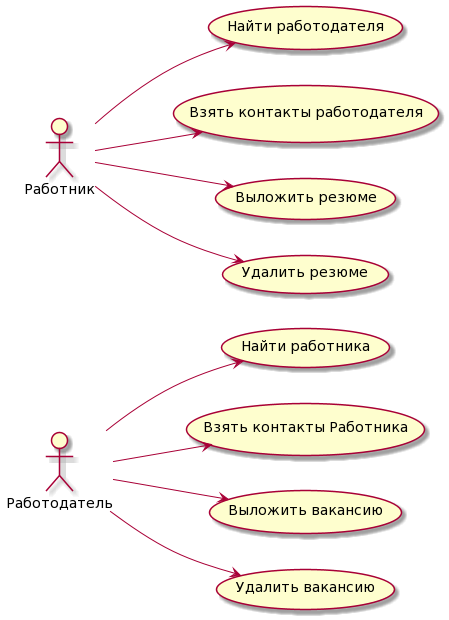 Найти работодателя
Взять контакты работодателя
Работник
Выложить резюме
Удалить резюме
Найти работника
Взять контакты Работника
Работодатель
Выложить вакансию
Удалить вакансию